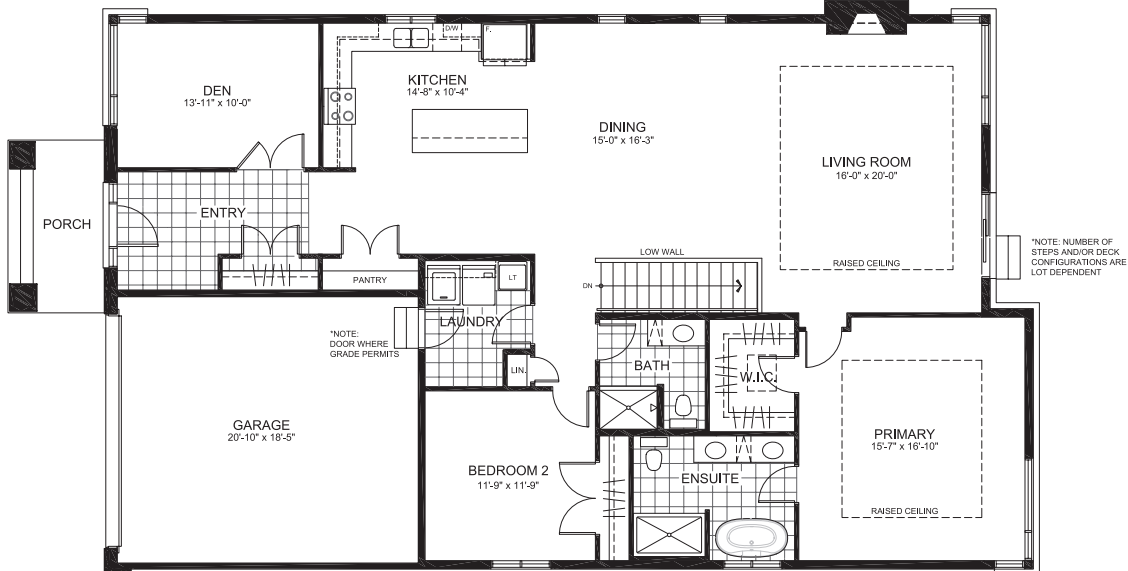 D/W
F.
KITCHEN
14'-8" x 10'-4"
DEN
13'-11" x 10'-0"
DINING
15'-0" x 16'-3"
LIVING ROOM
16'-0" x 20'-0"
RAISED CEILING
ENTRY
PORCH
PANTRY
LOW WALL
DN
*NOTE: NUMBER OF
STEPS AND/OR DECK
CONFIGURATIONS ARE
LOT DEPENDENT
LT
LAUNDRY
*NOTE:
DOOR WHERE
GRADE PERMITS
LIN.
BATH
W.I.C.
GARAGE
20'-10" x 18'-5"
BEDROOM 2
11'-9" x 11'-9"
ENSUITE
PRIMARY
15'-7" x 16'-10"
RAISED CEILING